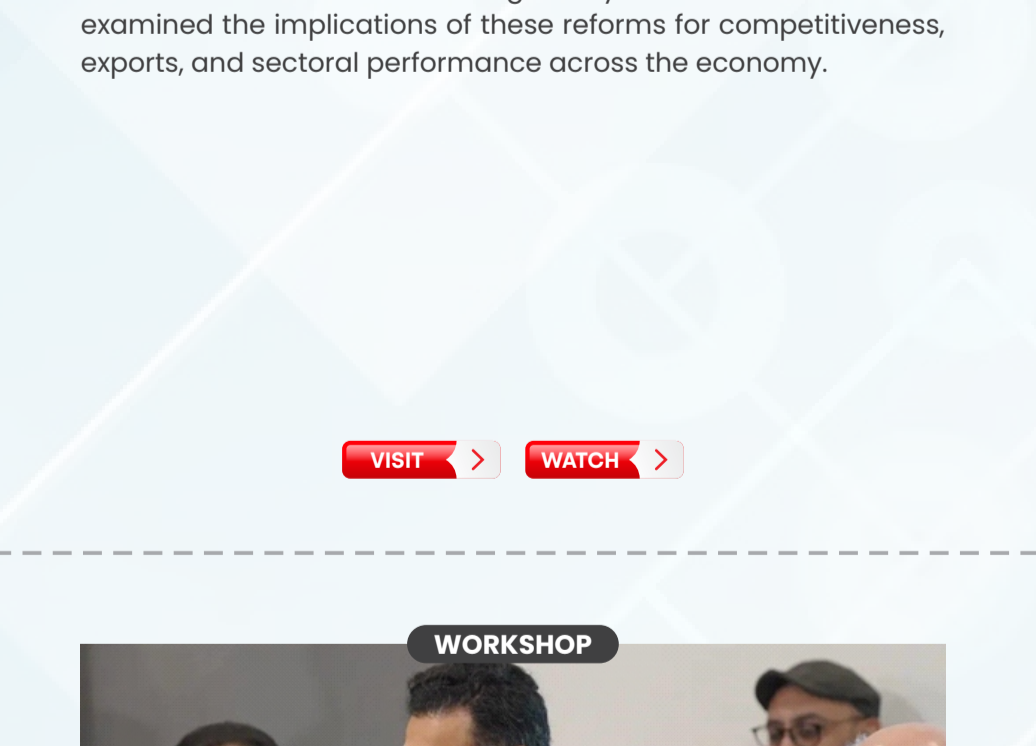 examined the implications of these reforms for competitiveness,
exports, and sectoral performance across the economy.
VISIT
WATCH
WORKSHOP